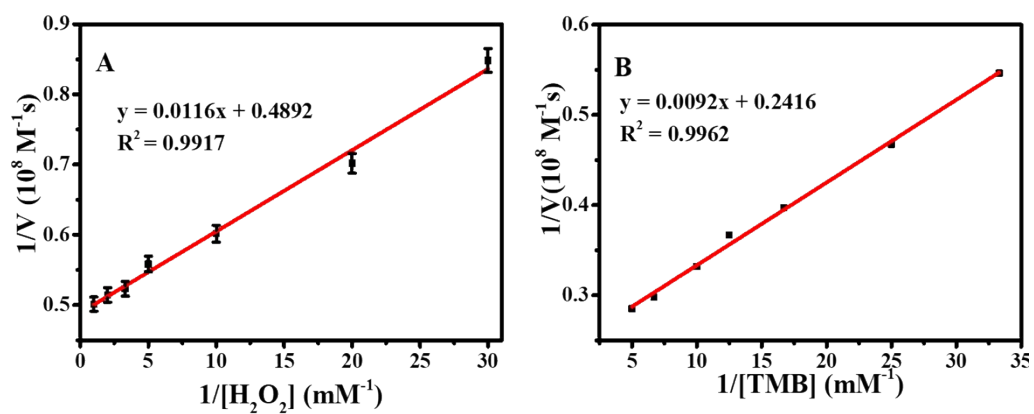 A
y = 0.0116x + 0.4892
R² = 0.9917
1/V (10⁸ M⁻¹s)
0.9
0.8
0.7
0.6
0.5
0 5 10 15 20 25 30
1/[H₂O₂] (mM⁻¹)
B
y = 0.0092x + 0.2416
R² = 0.9962
1/V(10⁸ M⁻¹s)
0.6
0.5
0.4
0.3
5 10 15 20 25 30 35
1/[TMB] (mM⁻¹)